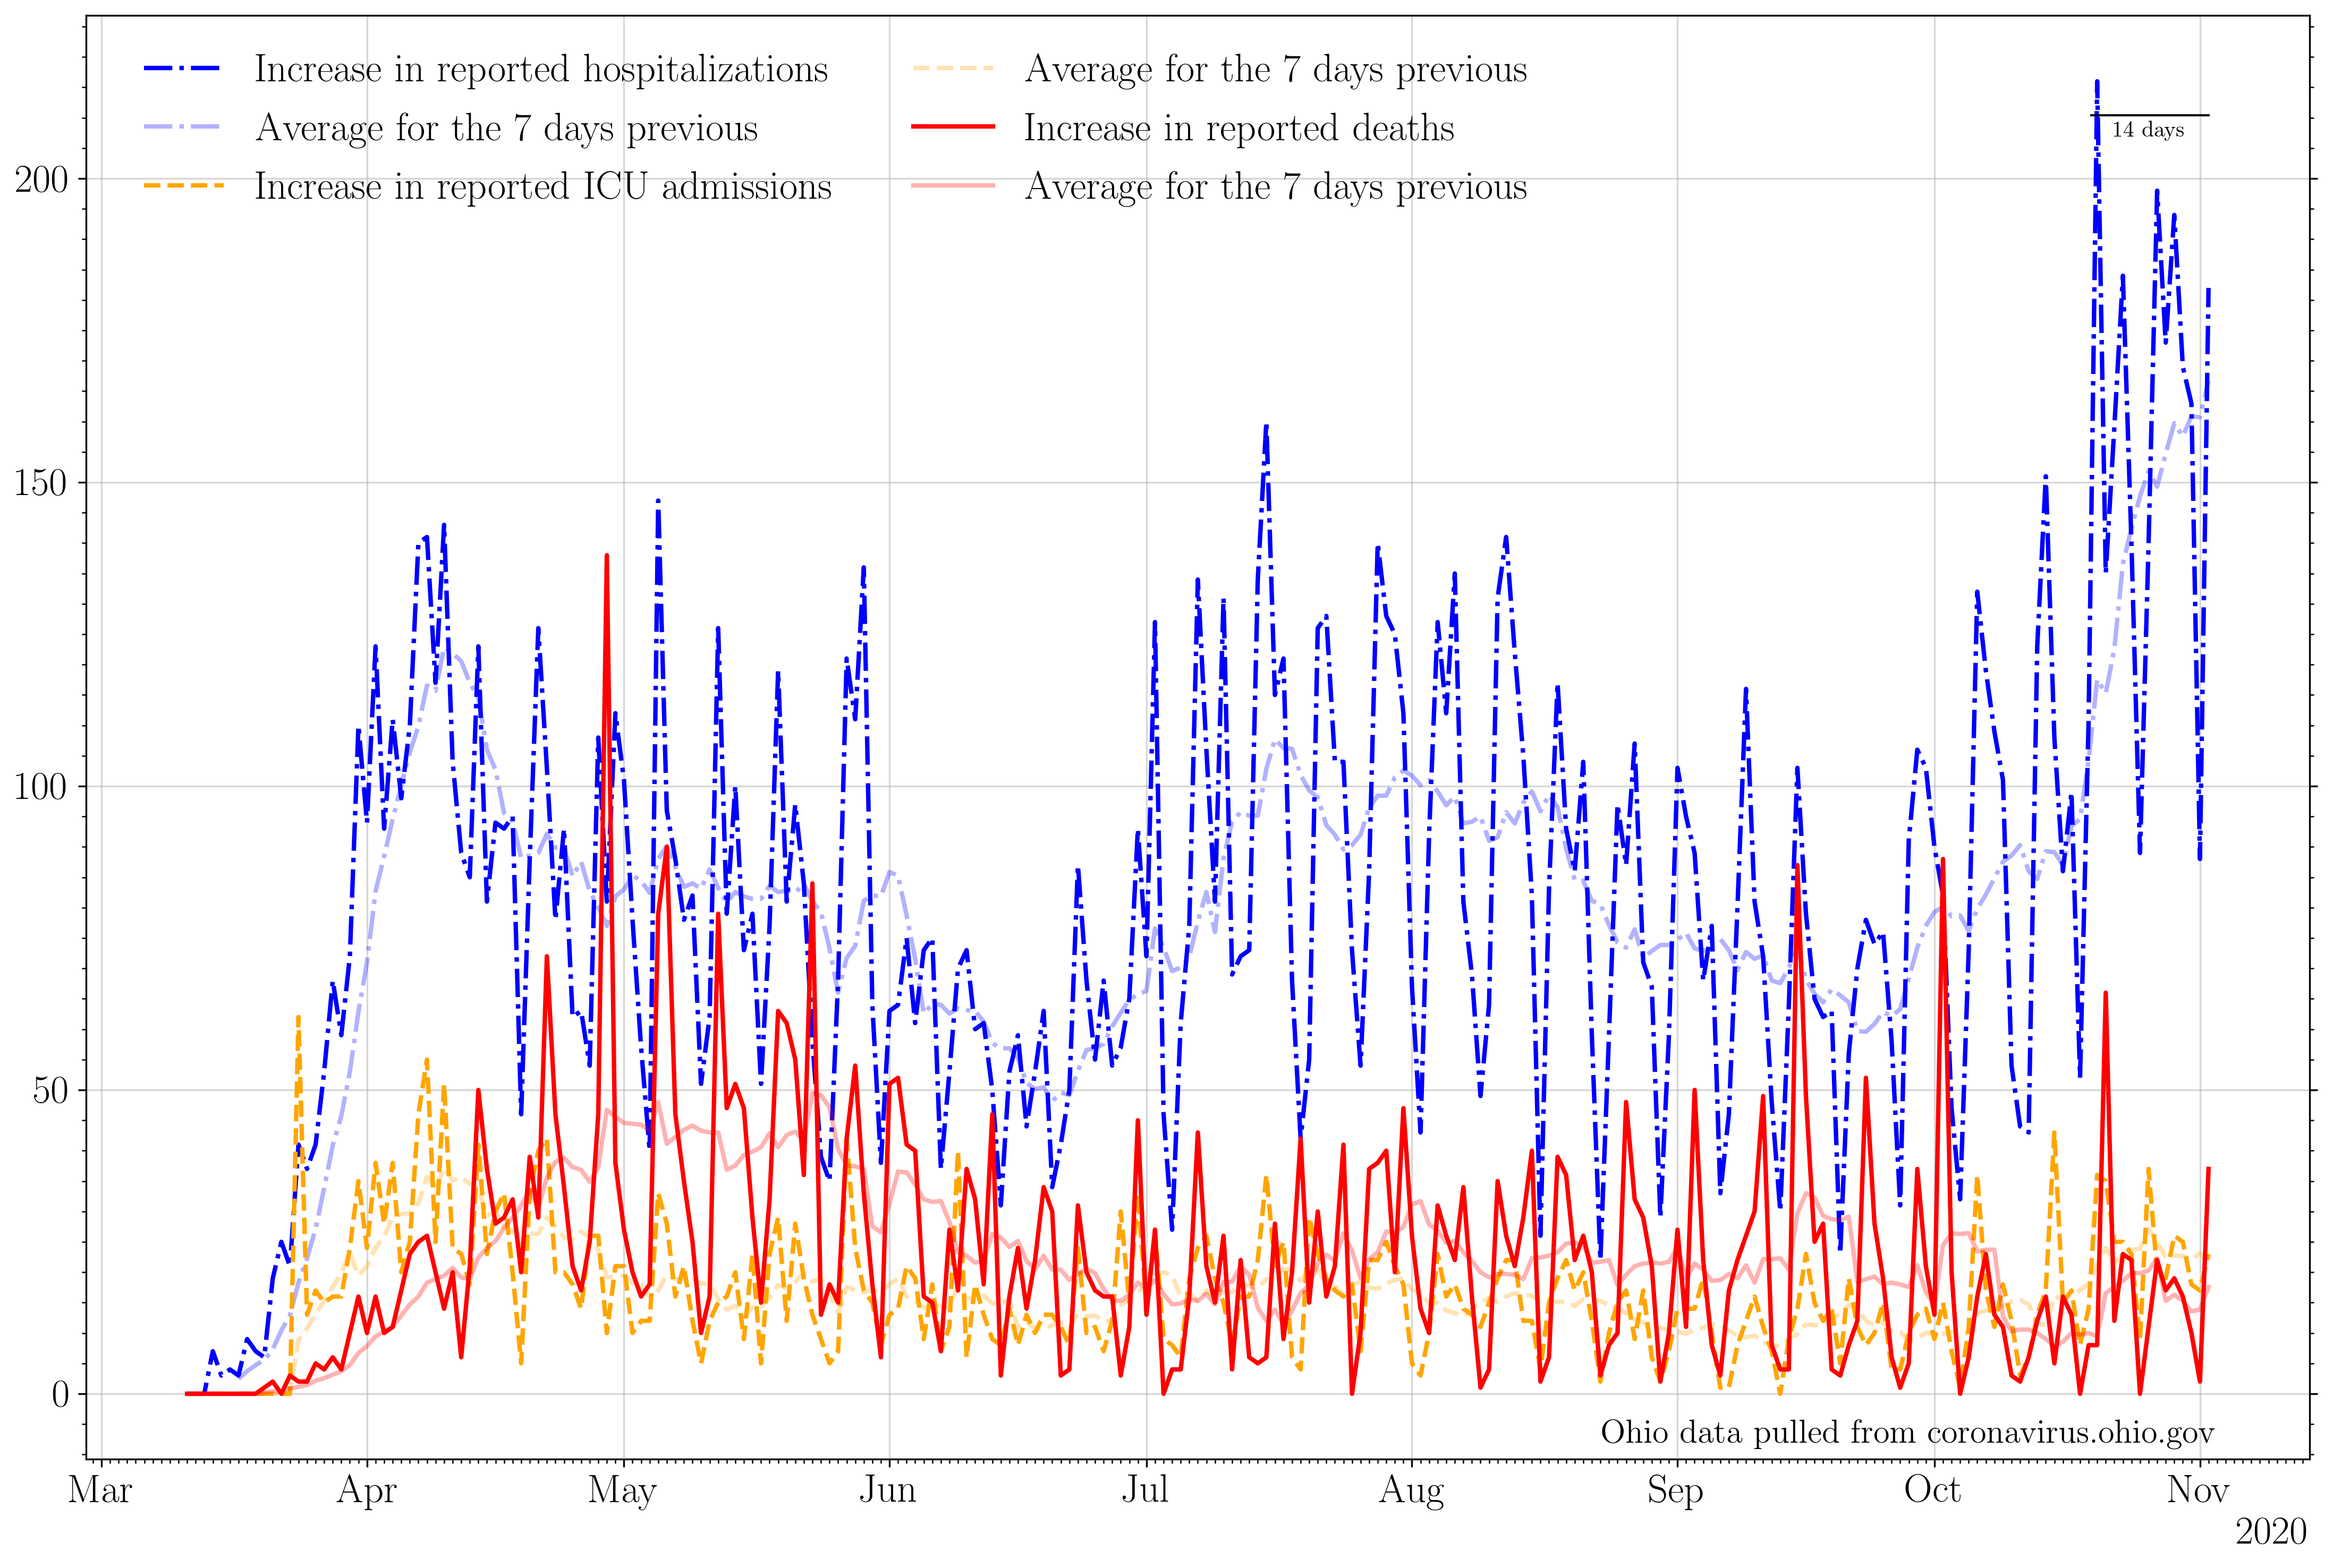 Increase in reported hospitalizations
Average for the 7 days previous
Increase in reported ICU admissions
Average for the 7 days previous
Increase in reported deaths
Average for the 7 days previous
14 days
200
150
100
50
0
Ohio data pulled from coronavirus.ohio.gov
Mar Apr May Jun Jul Aug Sep Oct Nov
2020